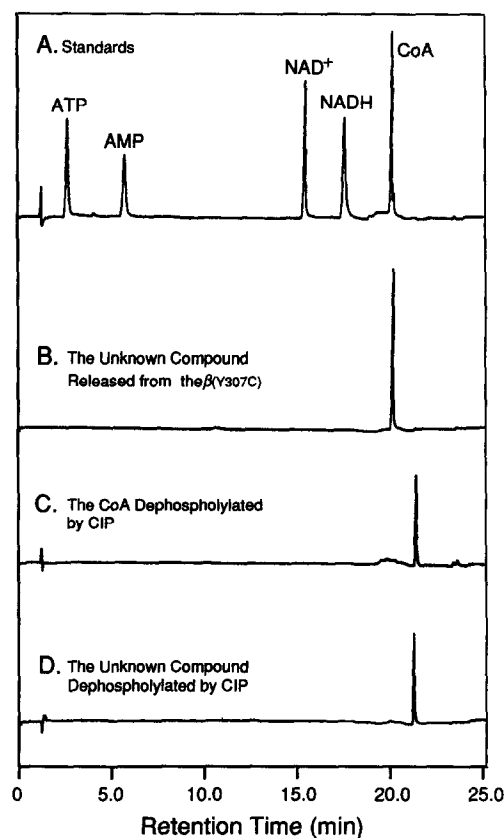 A. Standards
ATP
AMP
NAD+
NADH
CoA
B. The Unknown Compound
Released from the β(Y307C)
C. The CoA Dephospholylated
by CIP
D. The Unknown Compound
Dephospholylated by CIP
0 5.0 10.0 15.0 20.0 25.0
Retention Time (min)